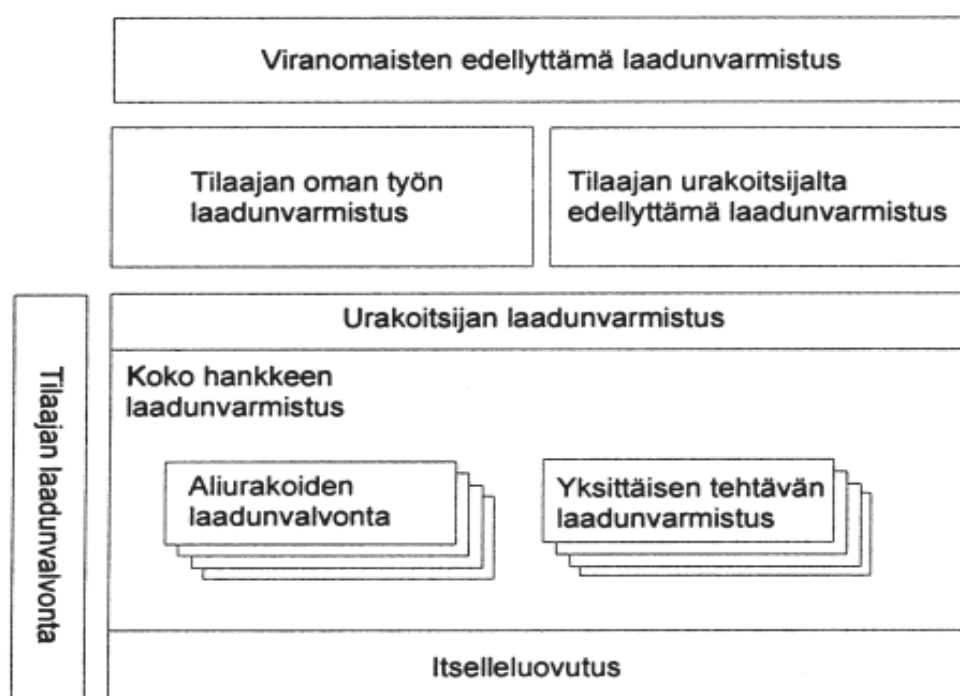 Viranomaisten edellyttämä laadunvarmistus
Tilaajan oman työn
laadunvarmistus
Tilaajan urakoitsijalta
edellyttämä laadunvarmistus
Tilaajan laadunvalvonta
Urakoitsijan laadunvarmistus
Koko hankkeen
laadunvarmistus
Aliurakoiden
laadunvalvonta
Yksittäisen tehtävän
laadunvarmistus
Itselleluovutus